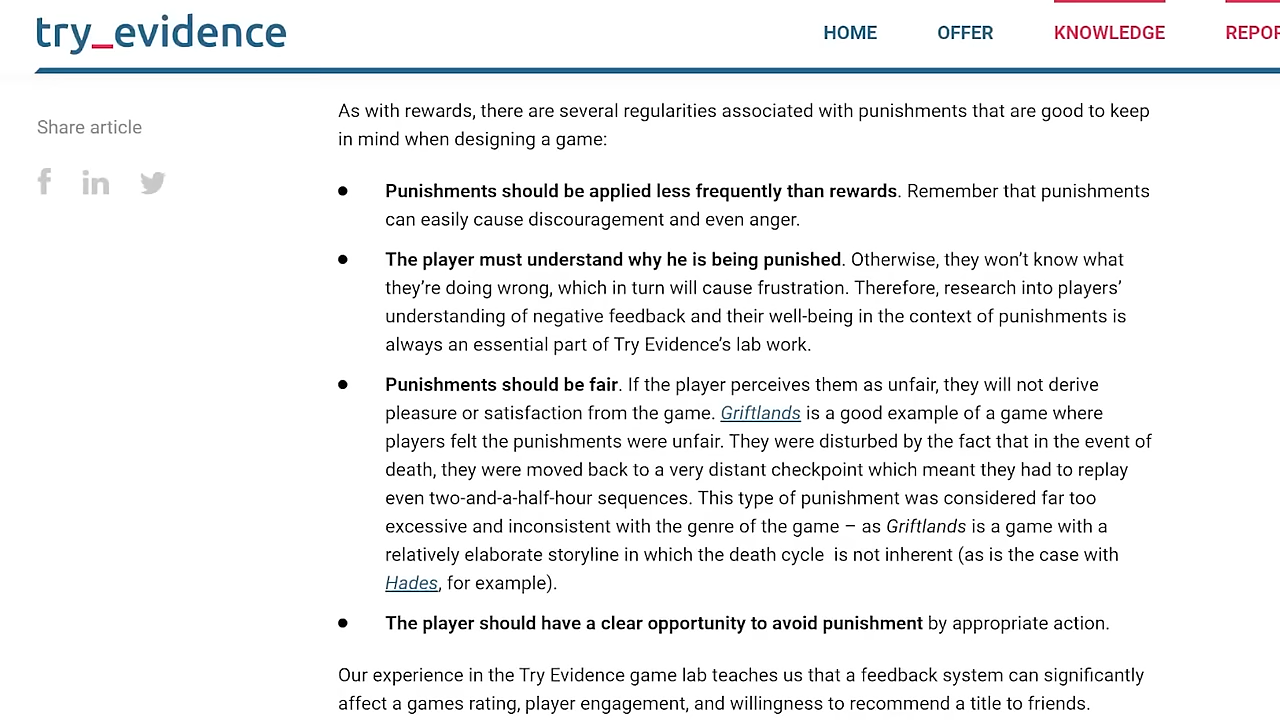 try_evidence
HOME OFFER KNOWLEDGE REPOR
Share article
As with rewards, there are several regularities associated with punishments that are good to keep
in mind when designing a game:
● Punishments should be applied less frequently than rewards. Remember that punishments
can easily cause discouragement and even anger.
● The player must understand why he is being punished. Otherwise, they won’t know what
they’re doing wrong, which in turn will cause frustration. Therefore, research into players’
understanding of negative feedback and their well-being in the context of punishments is
always an essential part of Try Evidence’s lab work.
● Punishments should be fair. If the player perceives them as unfair, they will not derive
pleasure or satisfaction from the game. Griftlands is a good example of a game where
players felt the punishments were unfair. They were disturbed by the fact that in the event of
death, they were moved back to a very distant checkpoint which meant they had to replay
even two-and-a-half-hour sequences. This type of punishment was considered far too
excessive and inconsistent with the genre of the game – as Griftlands is a game with a
relatively elaborate storyline in which the death cycle is not inherent (as is the case with
Hades, for example).
● The player should have a clear opportunity to avoid punishment by appropriate action.
Our experience in the Try Evidence game lab teaches us that a feedback system can significantly
affect a games rating, player engagement, and willingness to recommend a title to friends.